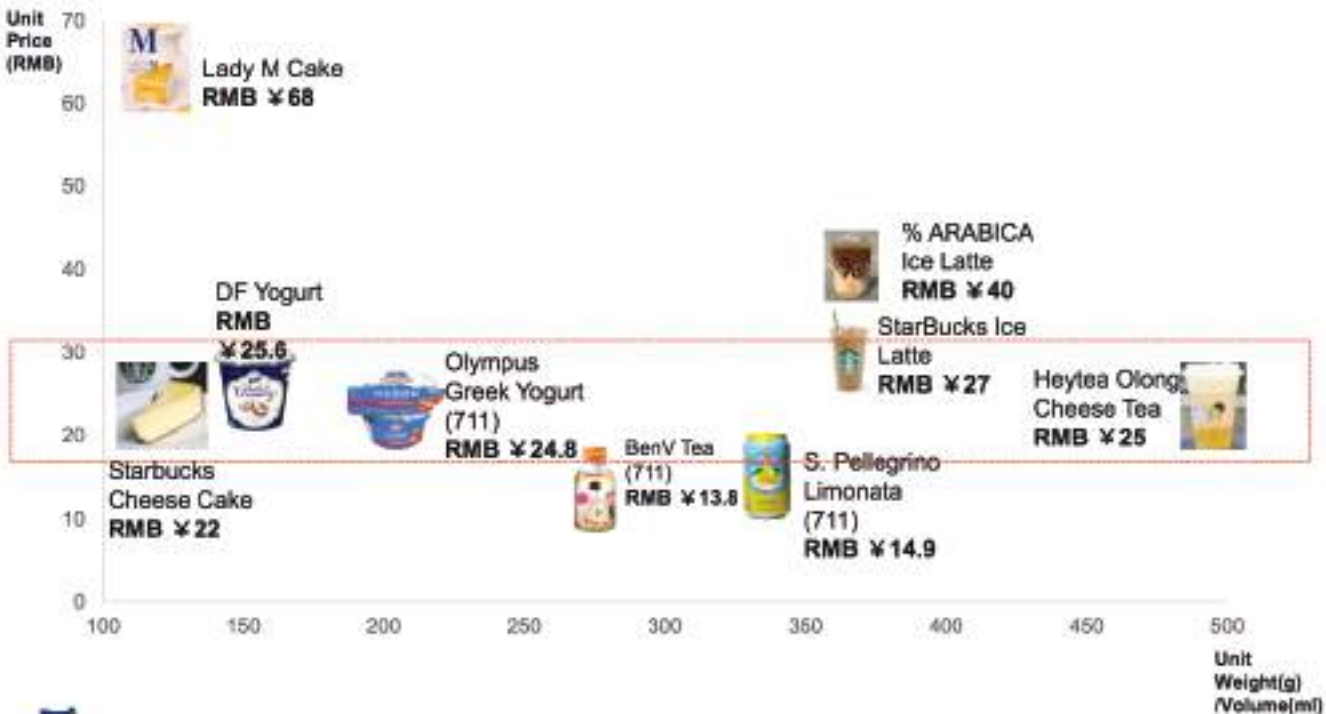 Unit
Price
(RMB)
70
60
50
40
30
20
10
0
M
Lady M Cake
RMB ¥68
% ARABICA
Ice Latte
RMB ¥40
DF Yogurt
RMB
¥25.6
StarBucks Ice
Latte
RMB ¥27
Olympus
Greek Yogurt
(711)
RMB ¥24.8
Heytea Olong
Cheese Tea
RMB ¥25
BenV Tea
(711)
RMB ¥13.8
S. Pellegrino
Limonata
(711)
RMB ¥14.9
Starbucks
Cheese Cake
RMB ¥22
100 150 200 250 300 350 400 450 500
Unit
Weight(g)
/Volume(ml)